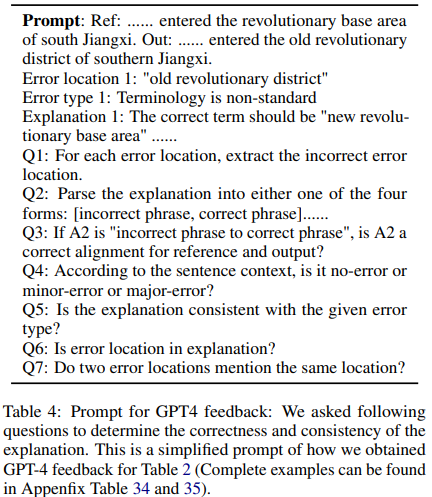 Prompt: Ref: ...... entered the revolutionary base area
of south Jiangxi. Out: ...... entered the old revolutionary
district of southern Jiangxi.
Error location 1: "old revolutionary district"
Error type 1: Terminology is non-standard
Explanation 1: The correct term should be "new revolu-
tionary base area" ......
Q1: For each error location, extract the incorrect error
location.
Q2: Parse the explanation into either one of the four
forms: [incorrect phrase, correct phrase]......
Q3: If A2 is "incorrect phrase to correct phrase", is A2 a
correct alignment for reference and output?
Q4: According to the sentence context, is it no-error or
minor-error or major-error?
Q5: Is the explanation consistent with the given error
type?
Q6: Is error location in explanation?
Q7: Do two error locations mention the same location?
Table 4: Prompt for GPT4 feedback: We asked following
questions to determine the correctness and consistency of the
explanation. This is a simplified prompt of how we obtained
GPT-4 feedback for Table 2 (Complete examples can be found
in Appenfix Table 34 and 35).